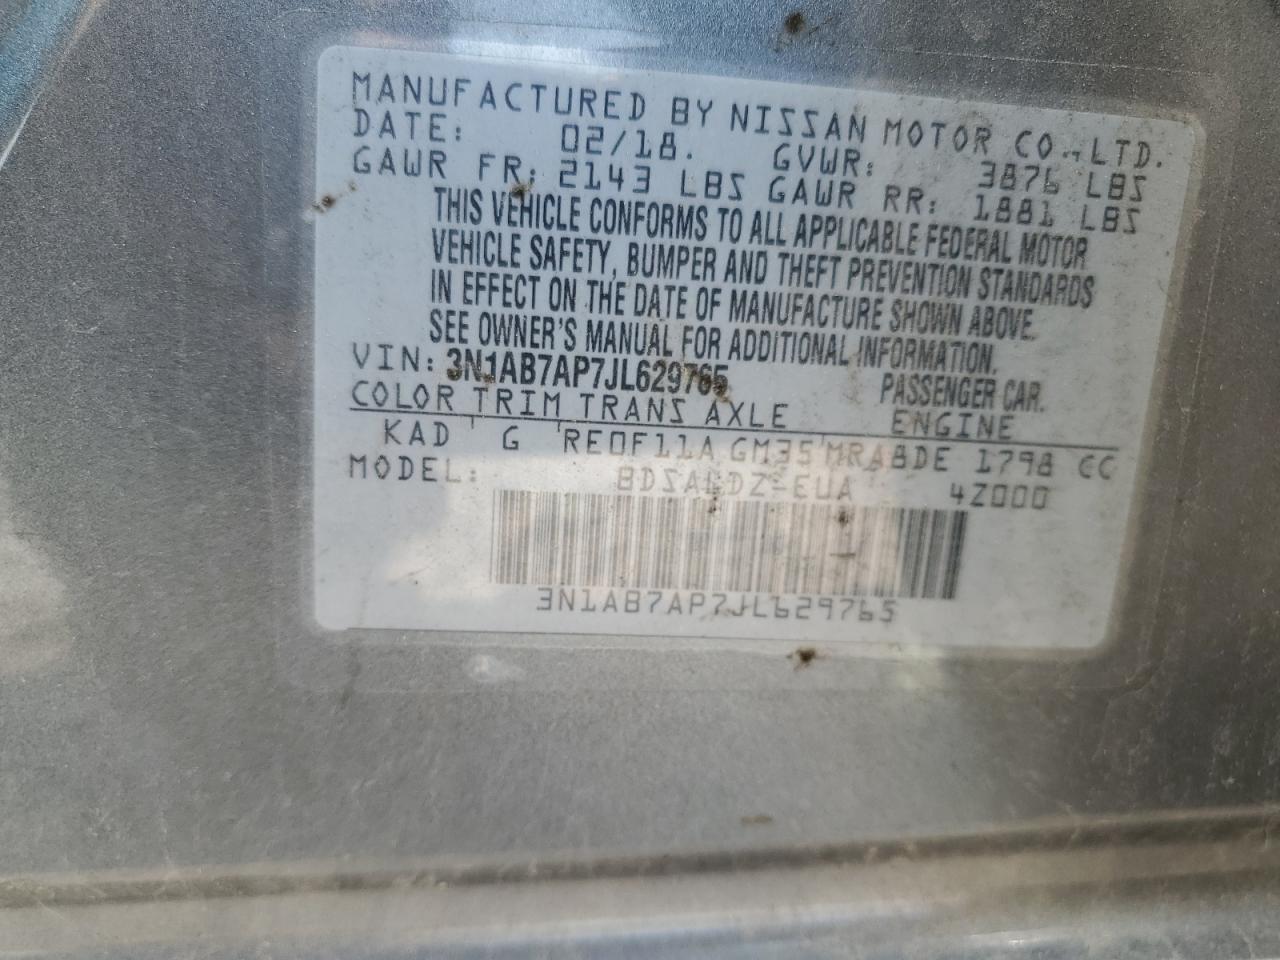 MANUFACTURED BY NISSAN MOTOR CO., LTD.
DATE: 02/18. GVWR: 3876 LBS
GAWR FR: 2143 LBS GAWR RR: 1881 LBS
THIS VEHICLE CONFORMS TO ALL APPLICABLE FEDERAL MOTOR
VEHICLE SAFETY, BUMPER AND THEFT PREVENTION STANDARDS
IN EFFECT ON THE DATE OF MANUFACTURE SHOWN ABOVE.
SEE OWNER'S MANUAL FOR ADDITIONAL INFORMATION.
VIN: 3N1AB7AP7JL629765 PASSENGER CAR.
COLOR TRIM TRANS AXLE ENGINE
KAD G RE0F11A GM35 MRA8DE 1798 CC
MODEL: BDSALDZ-EUA 4Z000
3N1AB7AP7JL629765